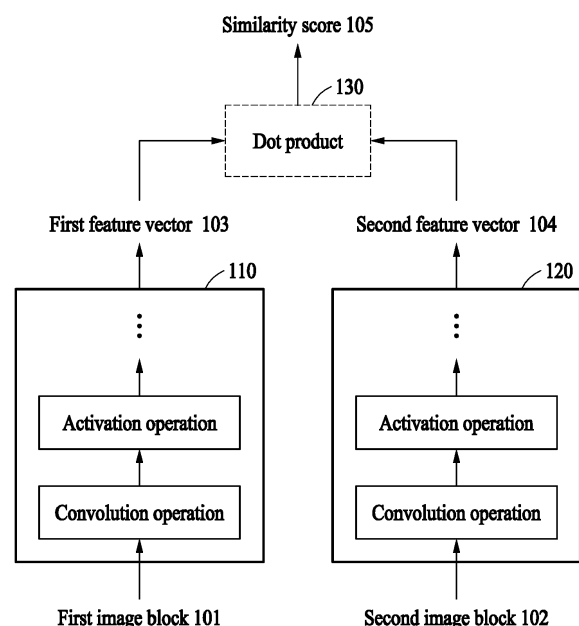 Similarity score 105
130
Dot product
First feature vector 103
Second feature vector 104
110
120
Activation operation
Activation operation
Convolution operation
Convolution operation
First image block 101
Second image block 102